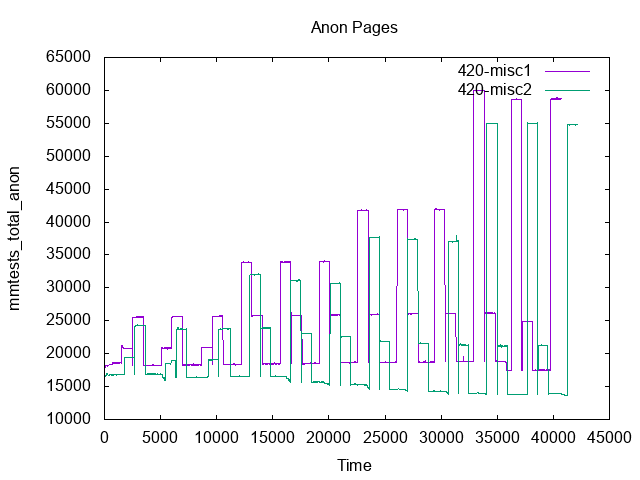 Anon Pages
65000
60000
55000
50000
45000
40000
35000
30000
25000
20000
15000
10000
mmtests_total_anon
420-misc1
420-misc2
0 5000 10000 15000 20000 25000 30000 35000 40000 45000
Time